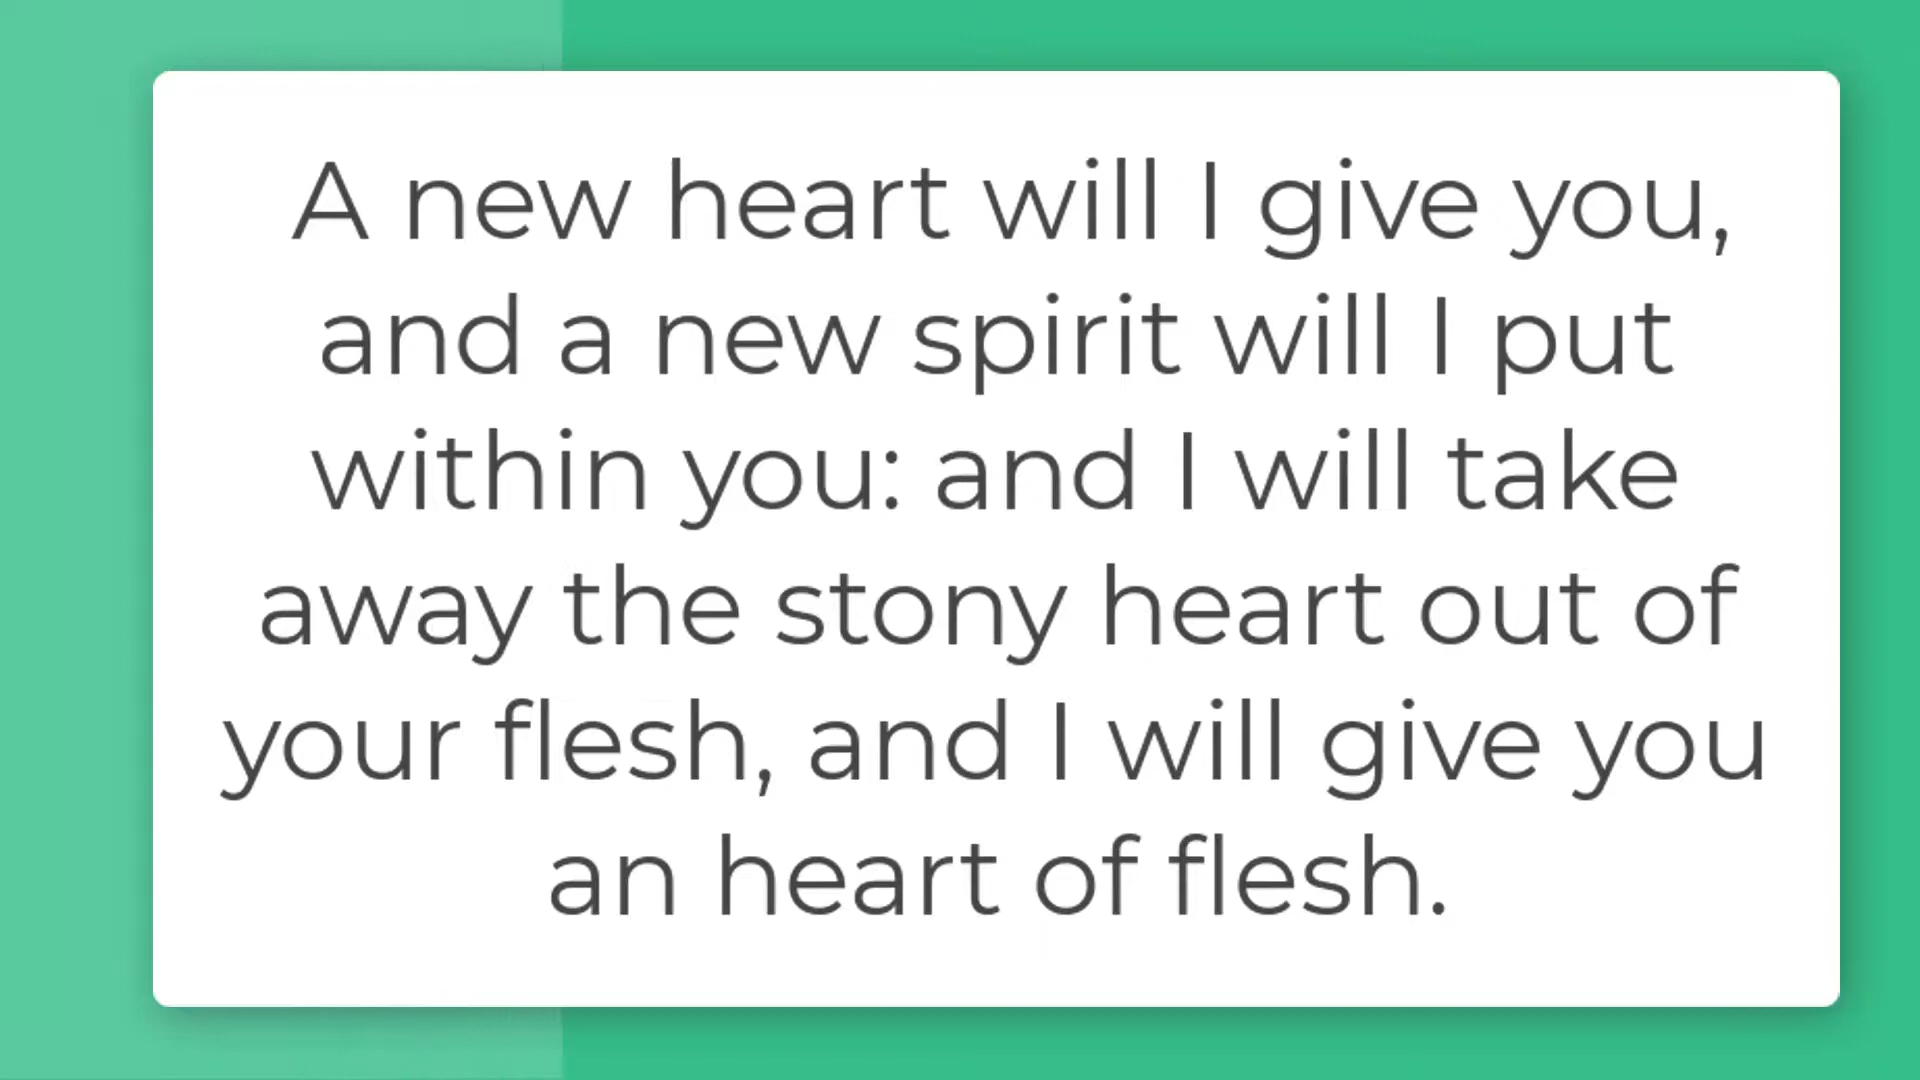 A new heart will I give you,
and a new spirit will I put
within you: and I will take
away the stony heart out of
your flesh, and I will give you
an heart of flesh.